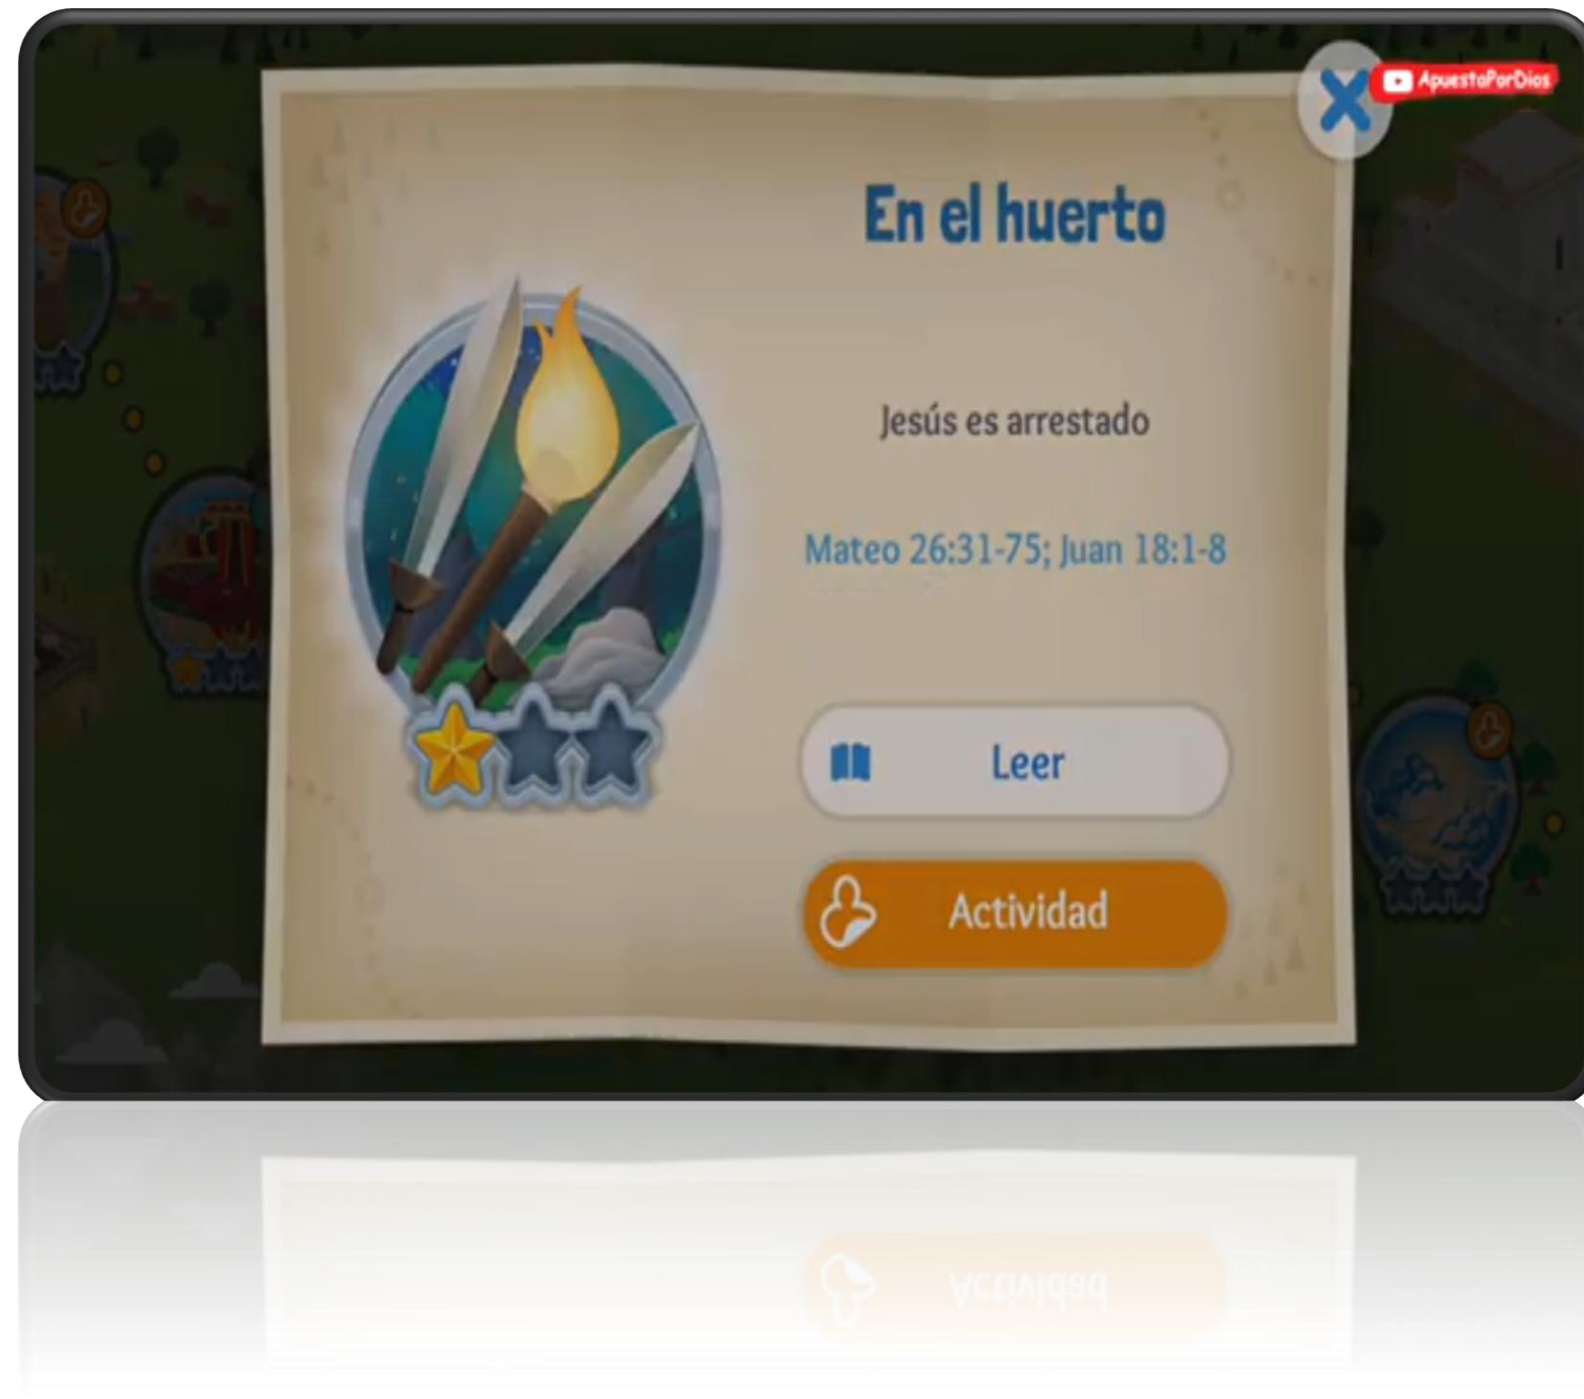 ApuestaPorDios
En el huerto
Jesús es arrestado
Mateo 26:31-75; Juan 18:1-8
Leer
Actividad